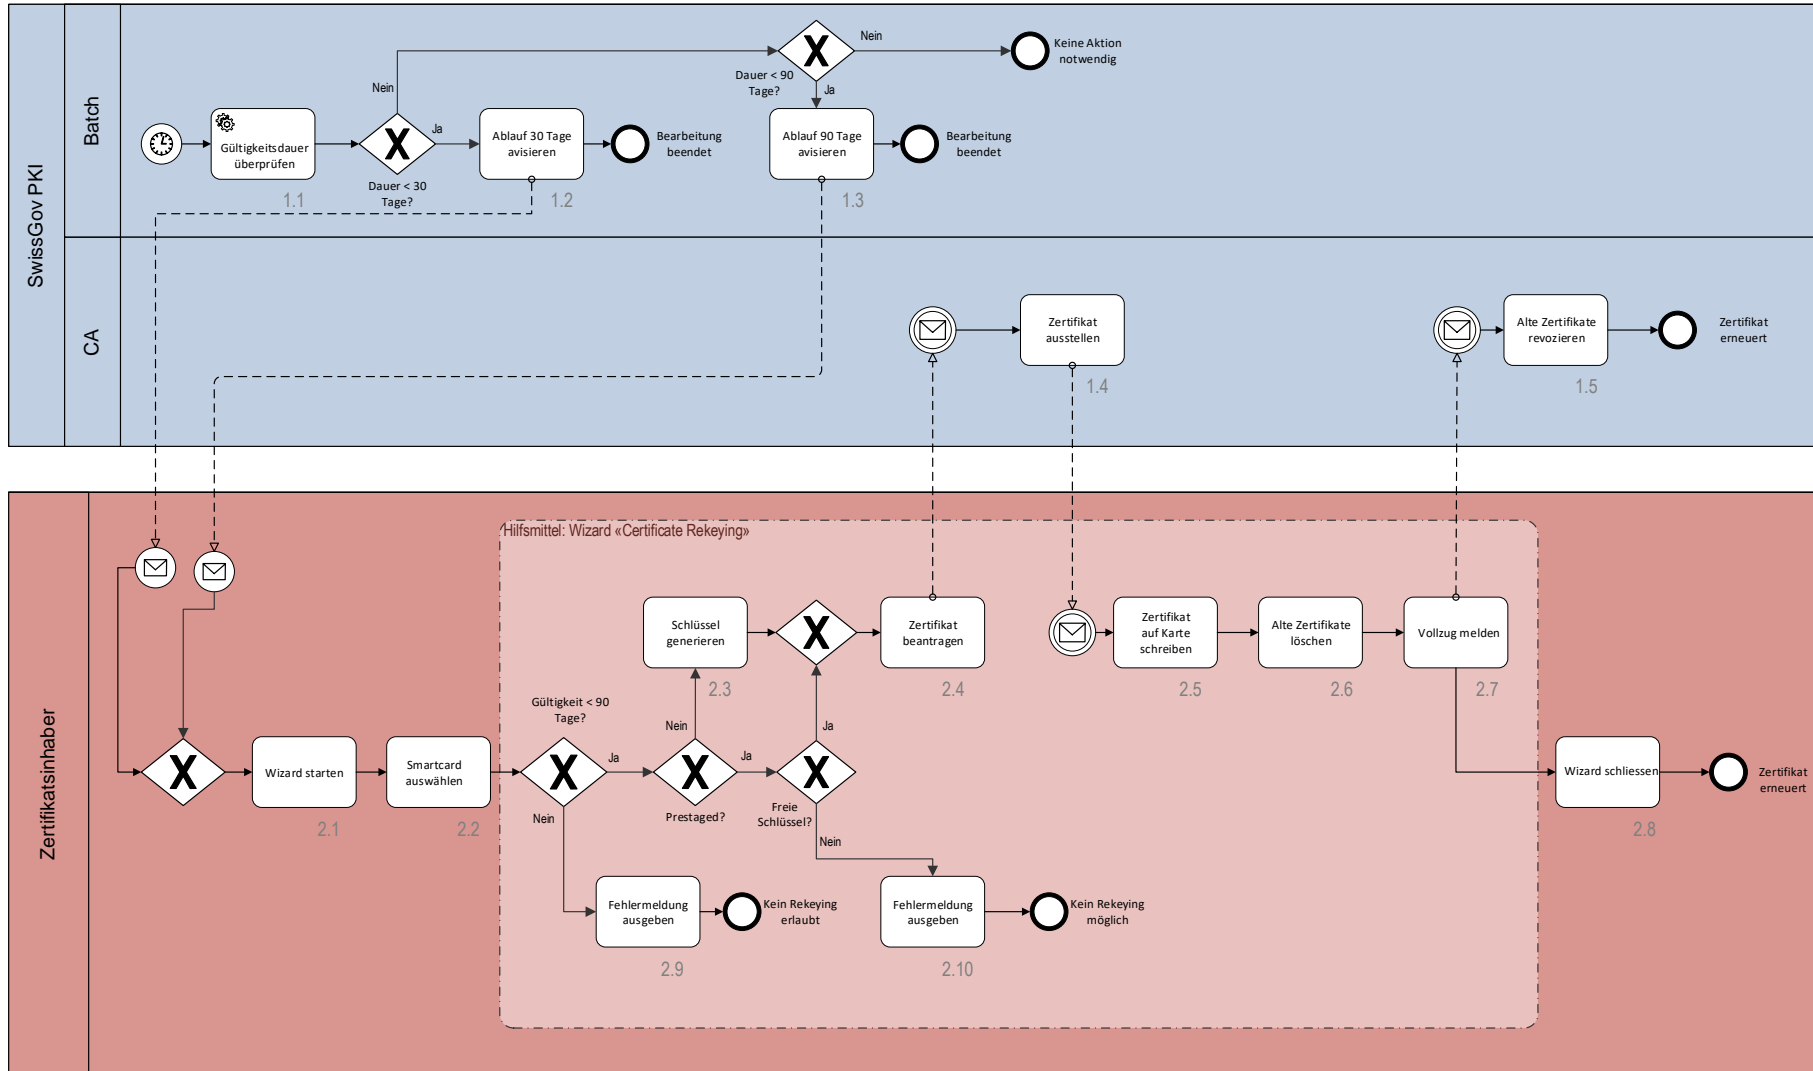 SwissGov PKI
Batch
Nein
Dauer < 90
Tage?
Ja
Nein
Keine Aktion
notwendig
Gültigkeitsdauer
überprüfen
1.1
Dauer < 30
Tage?
Ja
Ablauf 30 Tage
avisieren
1.2
Bearbeitung
beendet
Ablauf 90 Tage
avisieren
1.3
Bearbeitung
beendet
CA
Zertifikat
ausstellen
1.4
Alte Zertifikate
revozieren
1.5
Zertifikat
erneuert
Zertifikatsinhaber
Hilfsmittel: Wizard «Certificate Rekeying»
Schlüssel
generieren
2.3
Zertifikat
beantragen
2.4
Zertifikat
auf Karte
schreiben
2.5
Alte Zertifikate
löschen
2.6
Vollzug melden
2.7
Wizard starten
2.1
Smartcard
auswählen
2.2
Gültigkeit < 90
Tage?
Ja
Nein
Nein
Prestaged?
Ja
Ja
Freie
Schlüssel?
Nein
Wizard schliessen
2.8
Zertifikat
erneuert
Fehlermeldung
ausgeben
2.9
Kein Rekeying
erlaubt
Fehlermeldung
ausgeben
2.10
Kein Rekeying
möglich